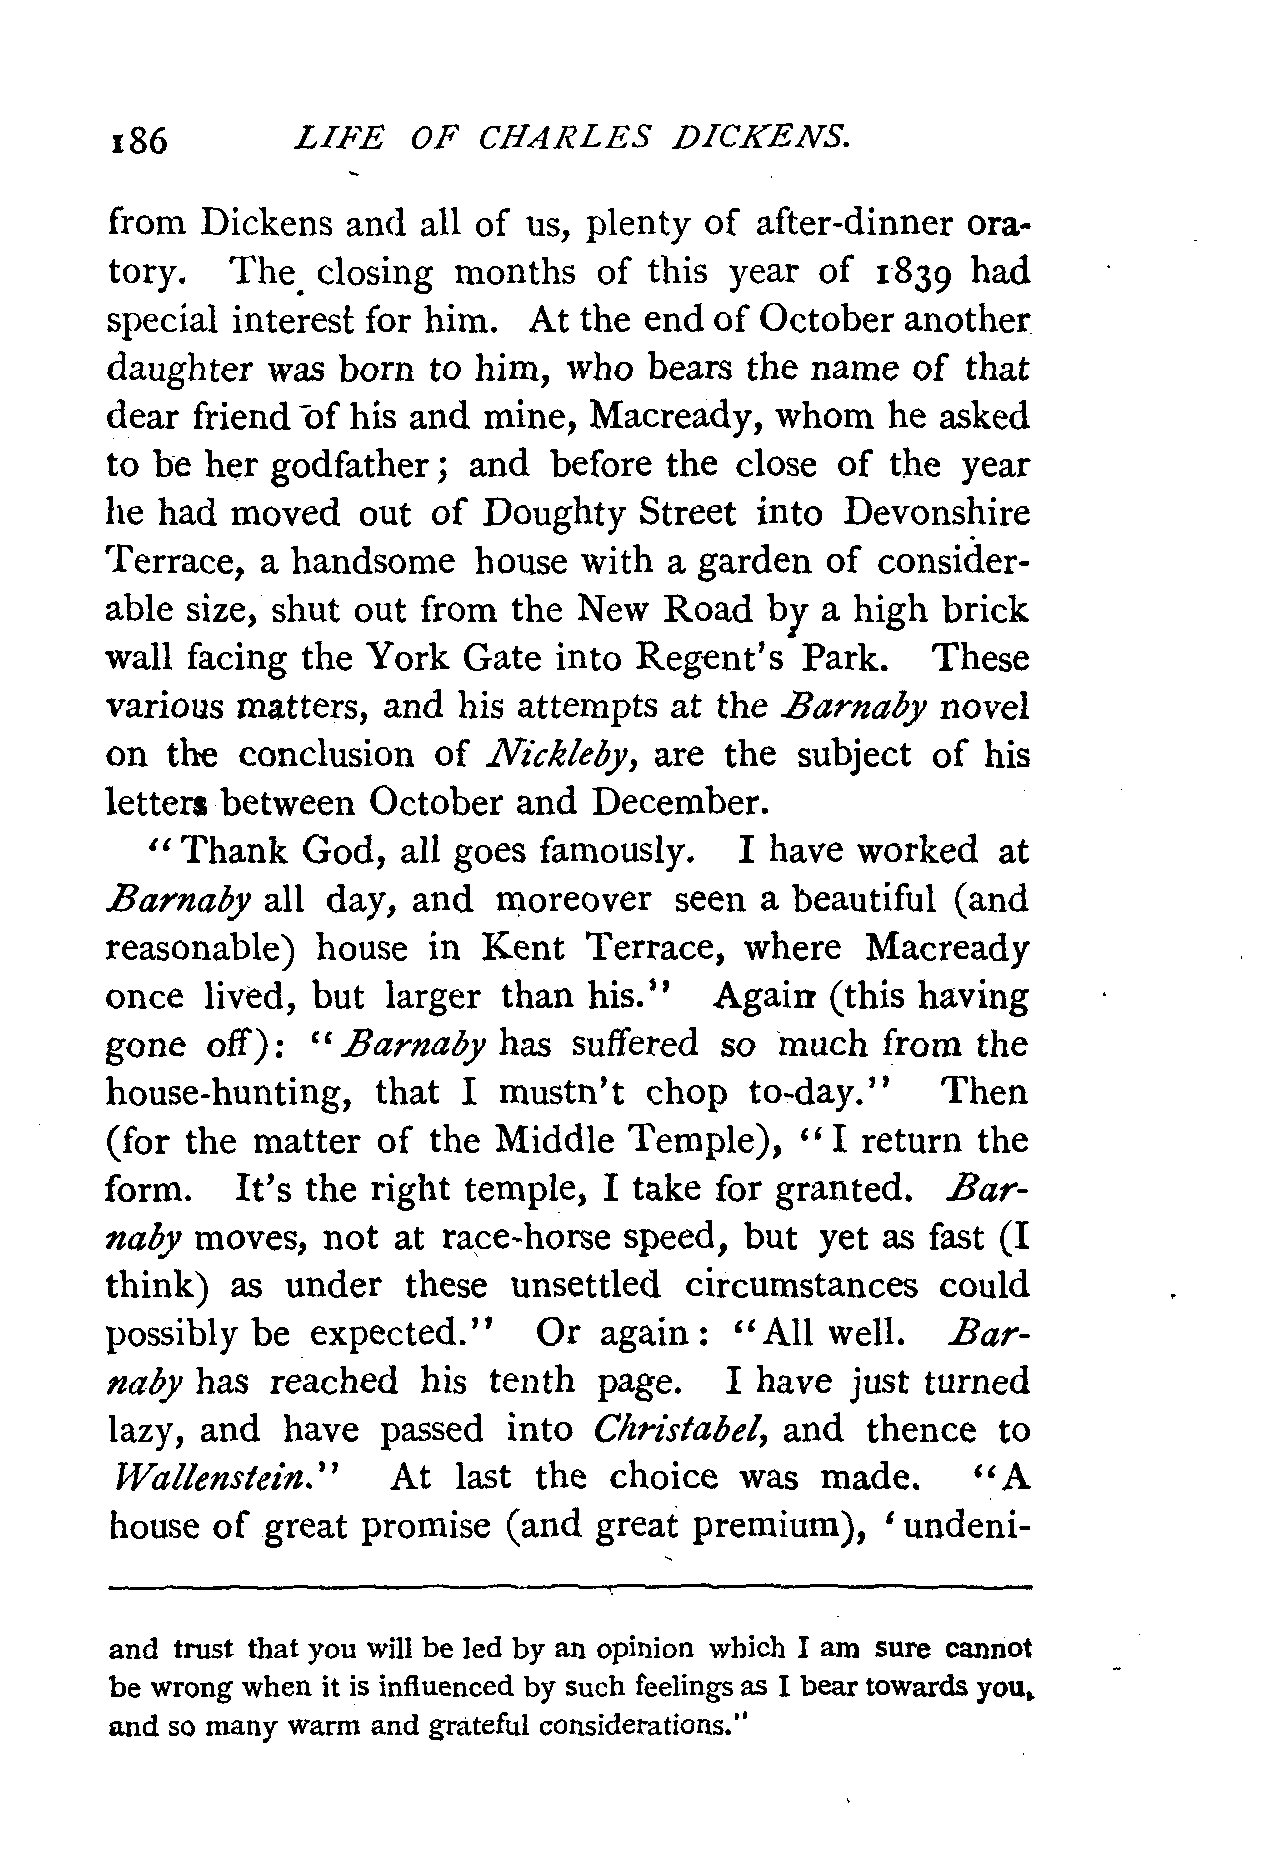 186 LIFE OF CHARLES DICKENS.
from Dickens and all of us, plenty of after-dinner ora-
tory. The closing months of this year of 1839 had
special interest for him. At the end of October another
daughter was born to him, who bears the name of that
dear friend of his and mine, Macready, whom he asked
to be her godfather; and before the close of the year
he had moved out of Doughty Street into Devonshire
Terrace, a handsome house with a garden of consider-
able size, shut out from the New Road by a high brick
wall facing the York Gate into Regent's Park. These
various matters, and his attempts at the Barnaby novel
on the conclusion of Nickleby, are the subject of his
letters between October and December.
"Thank God, all goes famously. I have worked at
Barnaby all day, and moreover seen a beautiful (and
reasonable) house in Kent Terrace, where Macready
once lived, but larger than his." Again (this having
gone off): "Barnaby has suffered so much from the
house-hunting, that I mustn't chop to-day." Then
(for the matter of the Middle Temple), "I return the
form. It's the right temple, I take for granted. Bar-
naby moves, not at race-horse speed, but yet as fast (I
think) as under these unsettled circumstances could
possibly be expected." Or again: "All well. Bar-
naby has reached his tenth page. I have just turned
lazy, and have passed into Christabel, and thence to
Wallenstein." At last the choice was made. "A
house of great promise (and great premium), 'undeni-
and trust that you will be led by an opinion which I am sure cannot
be wrong when it is influenced by such feelings as I bear towards you,
and so many warm and grateful considerations."